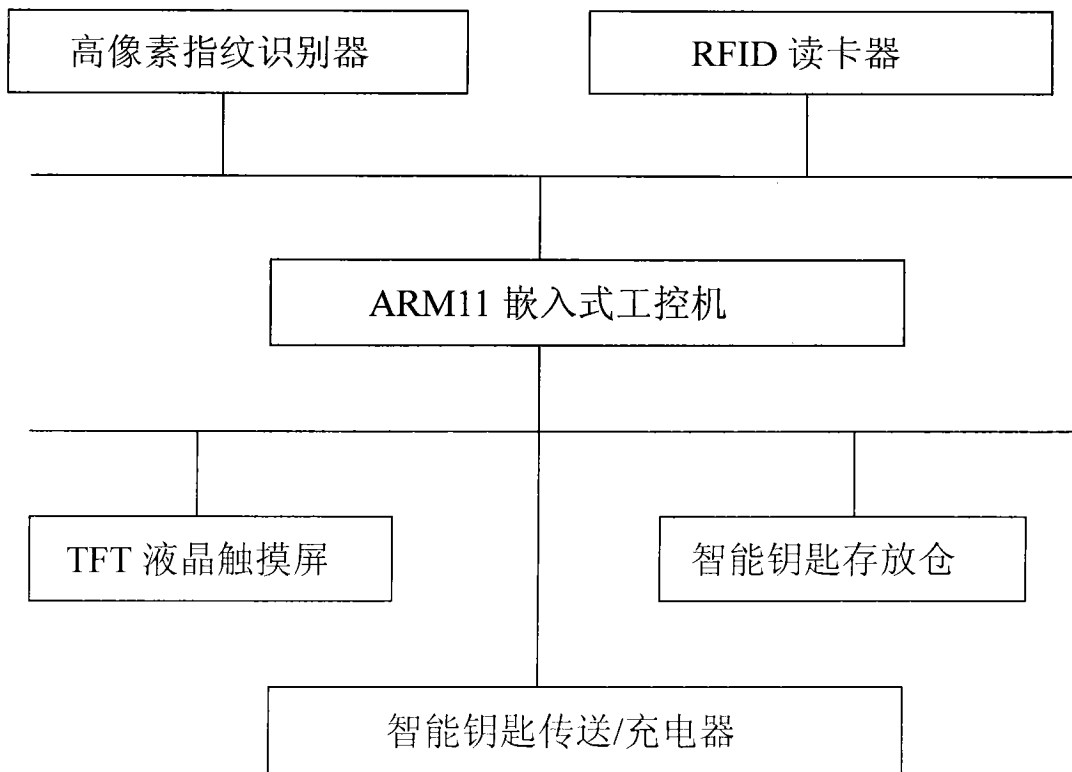 高像素指纹识别器
RFID 读卡器
ARM11 嵌入式工控机
TFT 液晶触摸屏
智能钥匙存放仓
智能钥匙传送/充电器